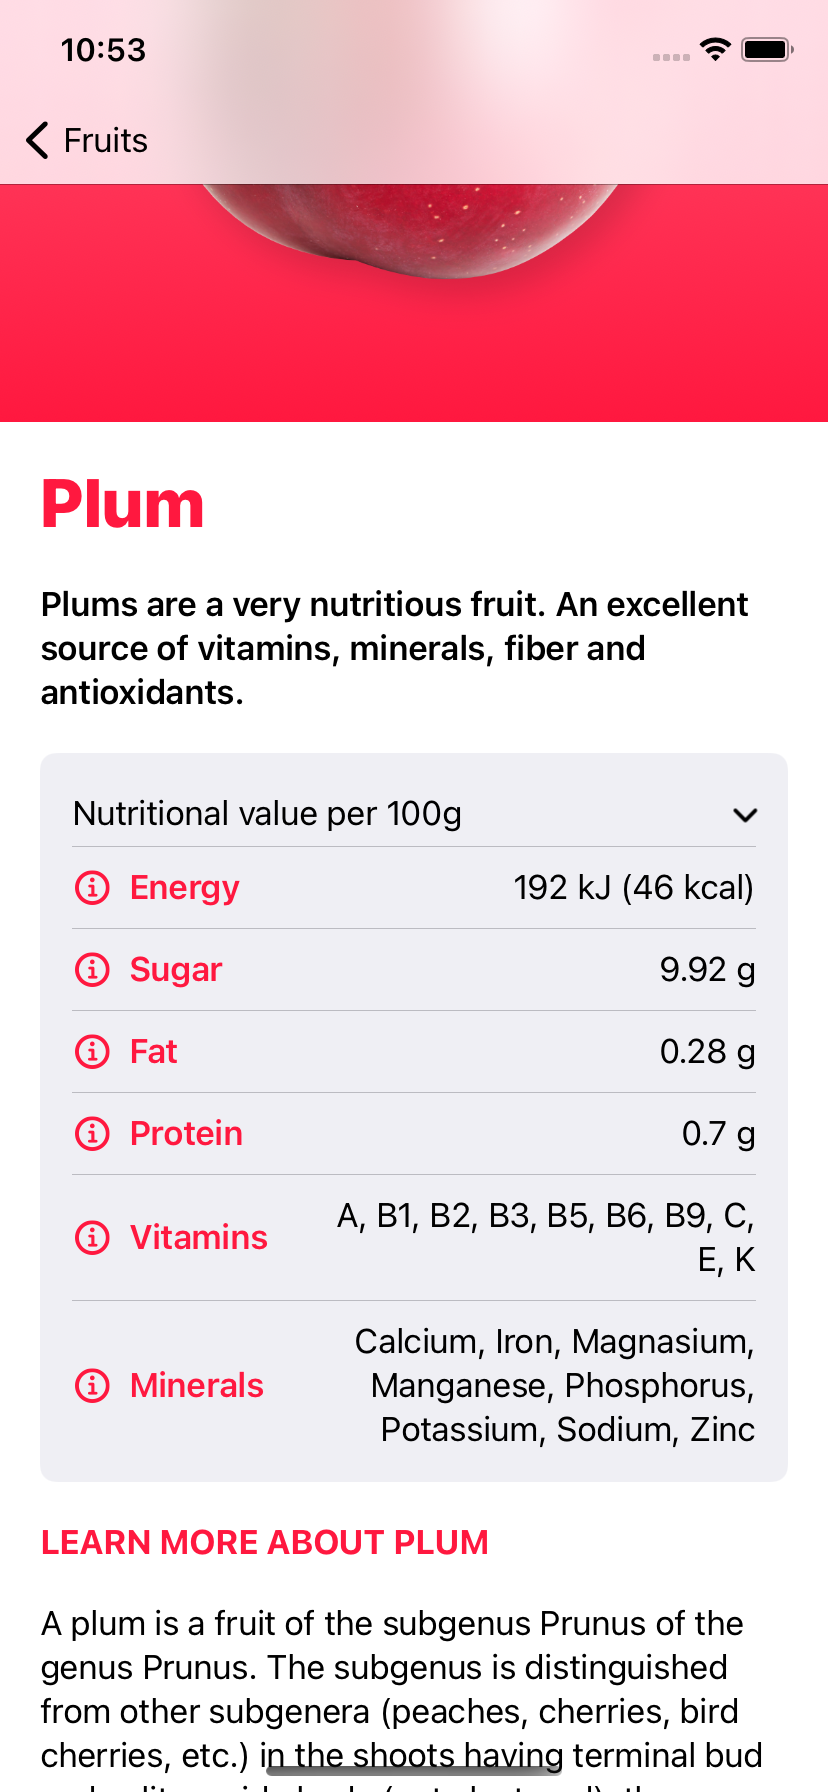 10:53
Fruits
Plum
Plums are a very nutritious fruit. An excellent
source of vitamins, minerals, fiber and
antioxidants.
Nutritional value per 100g
Energy 192 kJ (46 kcal)
Sugar 9.92 g
Fat 0.28 g
Protein 0.7 g
Vitamins A, B1, B2, B3, B5, B6, B9, C,
E, K
Minerals Calcium, Iron, Magnasium,
Manganese, Phosphorus,
Potassium, Sodium, Zinc
LEARN MORE ABOUT PLUM
A plum is a fruit of the subgenus Prunus of the
genus Prunus. The subgenus is distinguished
from other subgenera (peaches, cherries, bird
cherries, etc.) in the shoots having terminal bud